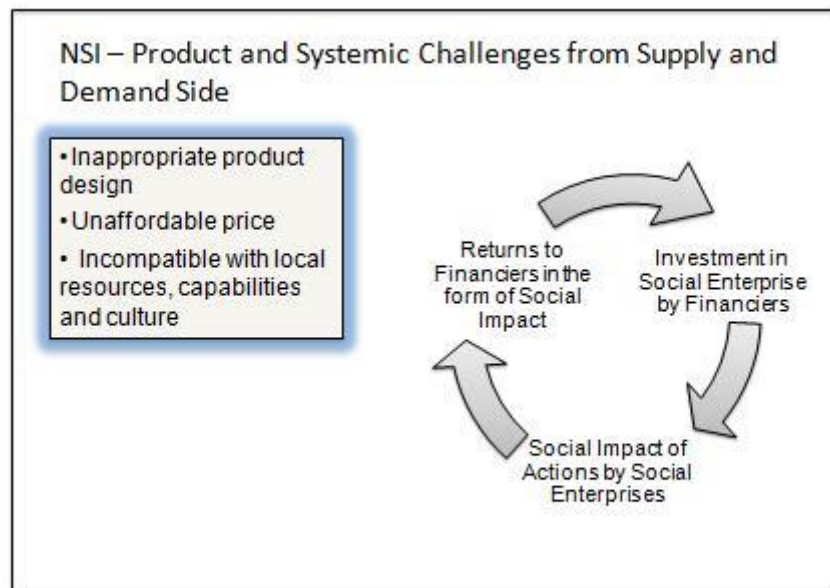 NSI – Product and Systemic Challenges from Supply and
Demand Side
•Inappropriate product
design
•Unaffordable price
• Incompatible with local
resources, capabilities
and culture
Returns to
Financiers in the
form of Social
Impact
Investment in
Social Enterprise
by Financiers
Social Impact of
Actions by Social
Enterprises